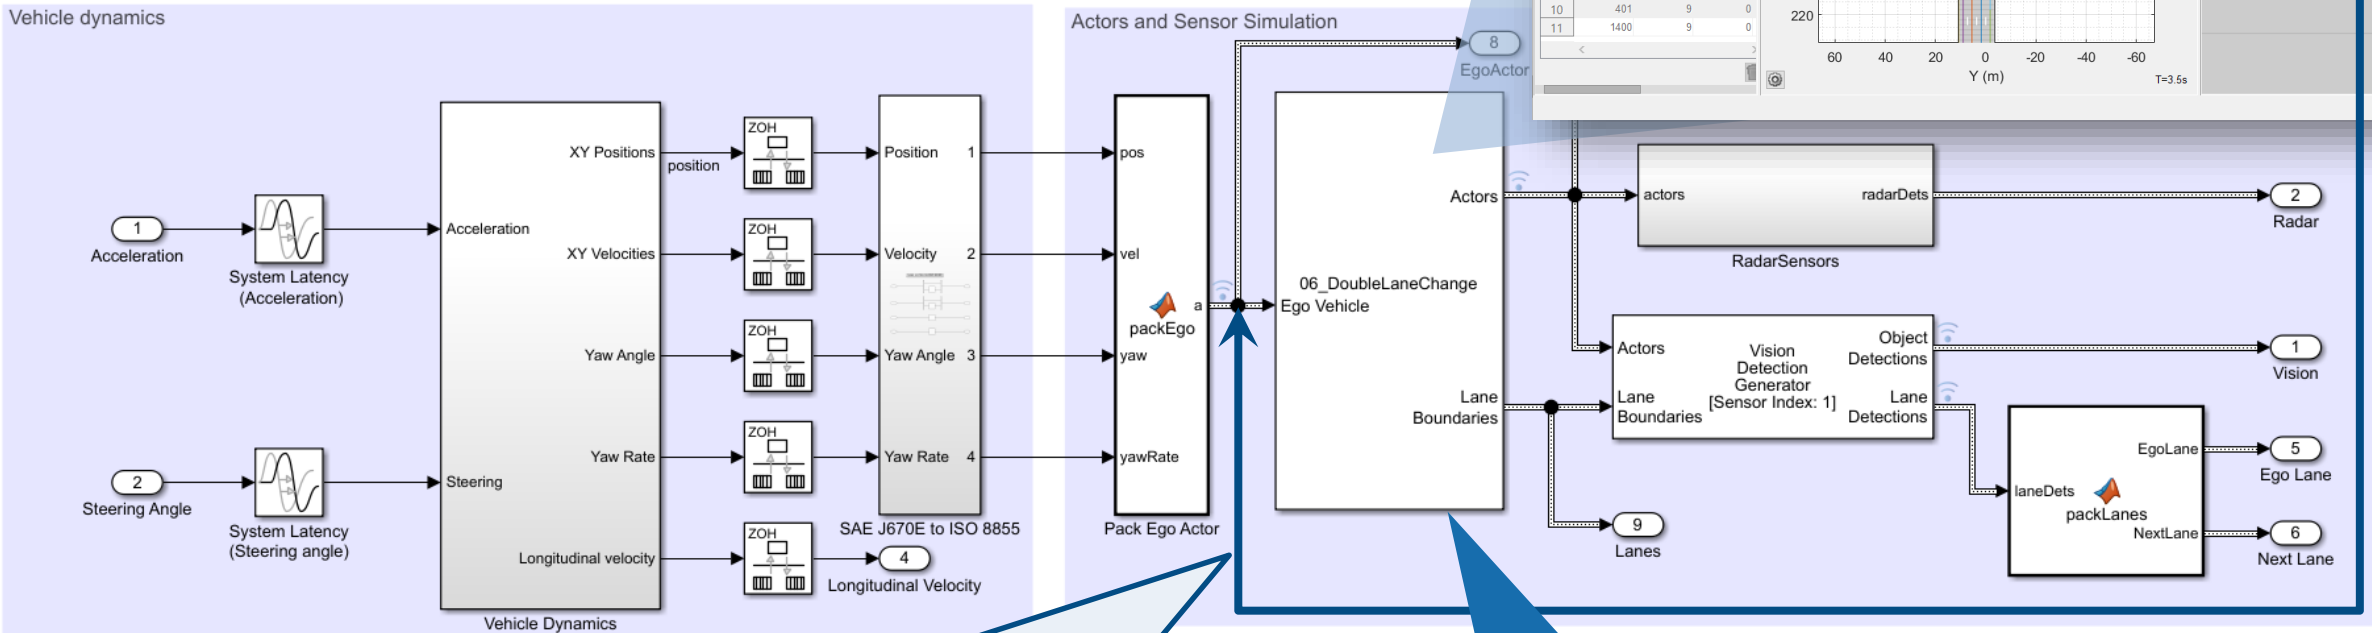 Vehicle dynamics
1
Acceleration
2
Steering Angle
System Latency
(Acceleration)
System Latency
(Steering angle)
Acceleration
Steering
XY Positions
XY Velocities
Yaw Angle
Yaw Rate
Longitudinal velocity
Vehicle Dynamics
position
ZOH
ZOH
ZOH
ZOH
ZOH
Position 1
Velocity 2
Yaw Angle 3
Yaw Rate 4
SAE J670E to ISO 8855
4
Longitudinal Velocity
Actors and Sensor Simulation
pos
vel
yaw
yawRate
packEgo
a
Pack Ego Actor
8
EgoActor
06_DoubleLaneChange
Ego Vehicle
Actors
Lane
Boundaries
9
Lanes
10 401 9 0
11 1400 9 0
220
60 40 20 0 -20 -40 -60
Y (m)
T=3.5s
actors
radarDets
RadarSensors
2
Radar
Actors
Lane
Boundaries
Vision
Detection
Generator
[Sensor Index: 1]
Object
Detections
Lane
Detections
1
Vision
laneDets
packLanes
EgoLane
NextLane
5
Ego Lane
6
Next Lane